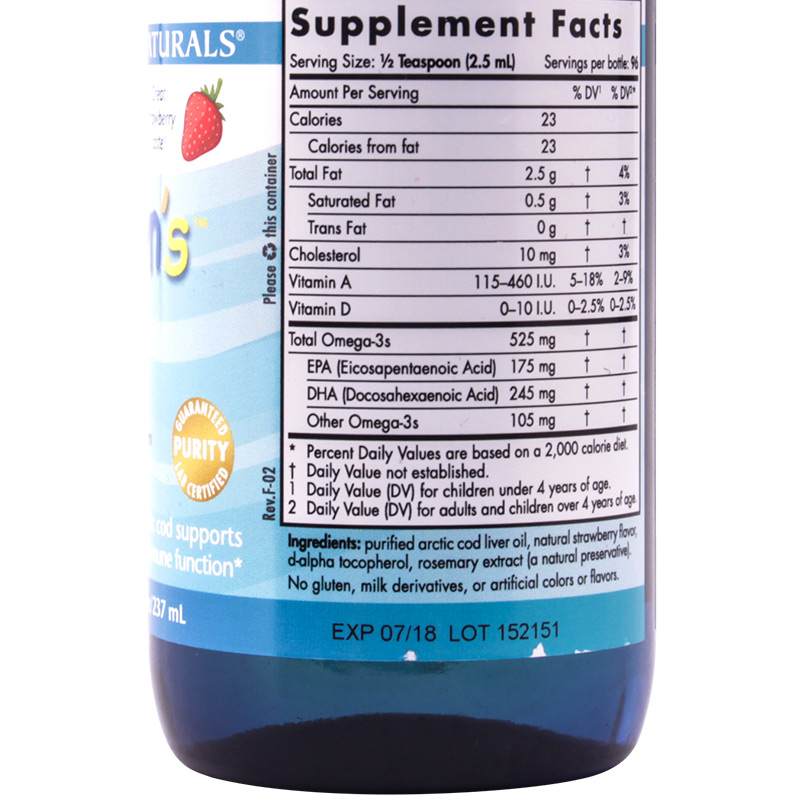 TURALS®
Great
Strawberry
Taste!
n's™
GUARANTEED
PURITY
LAB CERTIFIED
cod supports
function*
237 mL
Please this container
Rev.F-02
Supplement Facts
Serving Size: ½ Teaspoon (2.5 mL) Servings per bottle: 96
Amount Per Serving % DV¹ % DV²*
Calories 23
Calories from fat 23
Total Fat 2.5 g † 4%
Saturated Fat 0.5 g † 3%
Trans Fat 0 g † †
Cholesterol 10 mg † 3%
Vitamin A 115–460 I.U. 5–18% 2–9%
Vitamin D 0–10 I.U. 0–2.5% 0–2.5%
Total Omega-3s 525 mg † †
EPA (Eicosapentaenoic Acid) 175 mg † †
DHA (Docosahexaenoic Acid) 245 mg † †
Other Omega-3s 105 mg † †
* Percent Daily Values are based on a 2,000 calorie diet.
† Daily Value not established.
1 Daily Value (DV) for children under 4 years of age.
2 Daily Value (DV) for adults and children over 4 years of age.
Ingredients: purified arctic cod liver oil, natural strawberry flavor,
d-alpha tocopherol, rosemary extract (a natural preservative).
No gluten, milk derivatives, or artificial colors or flavors.
EXP 07/18 LOT 152151